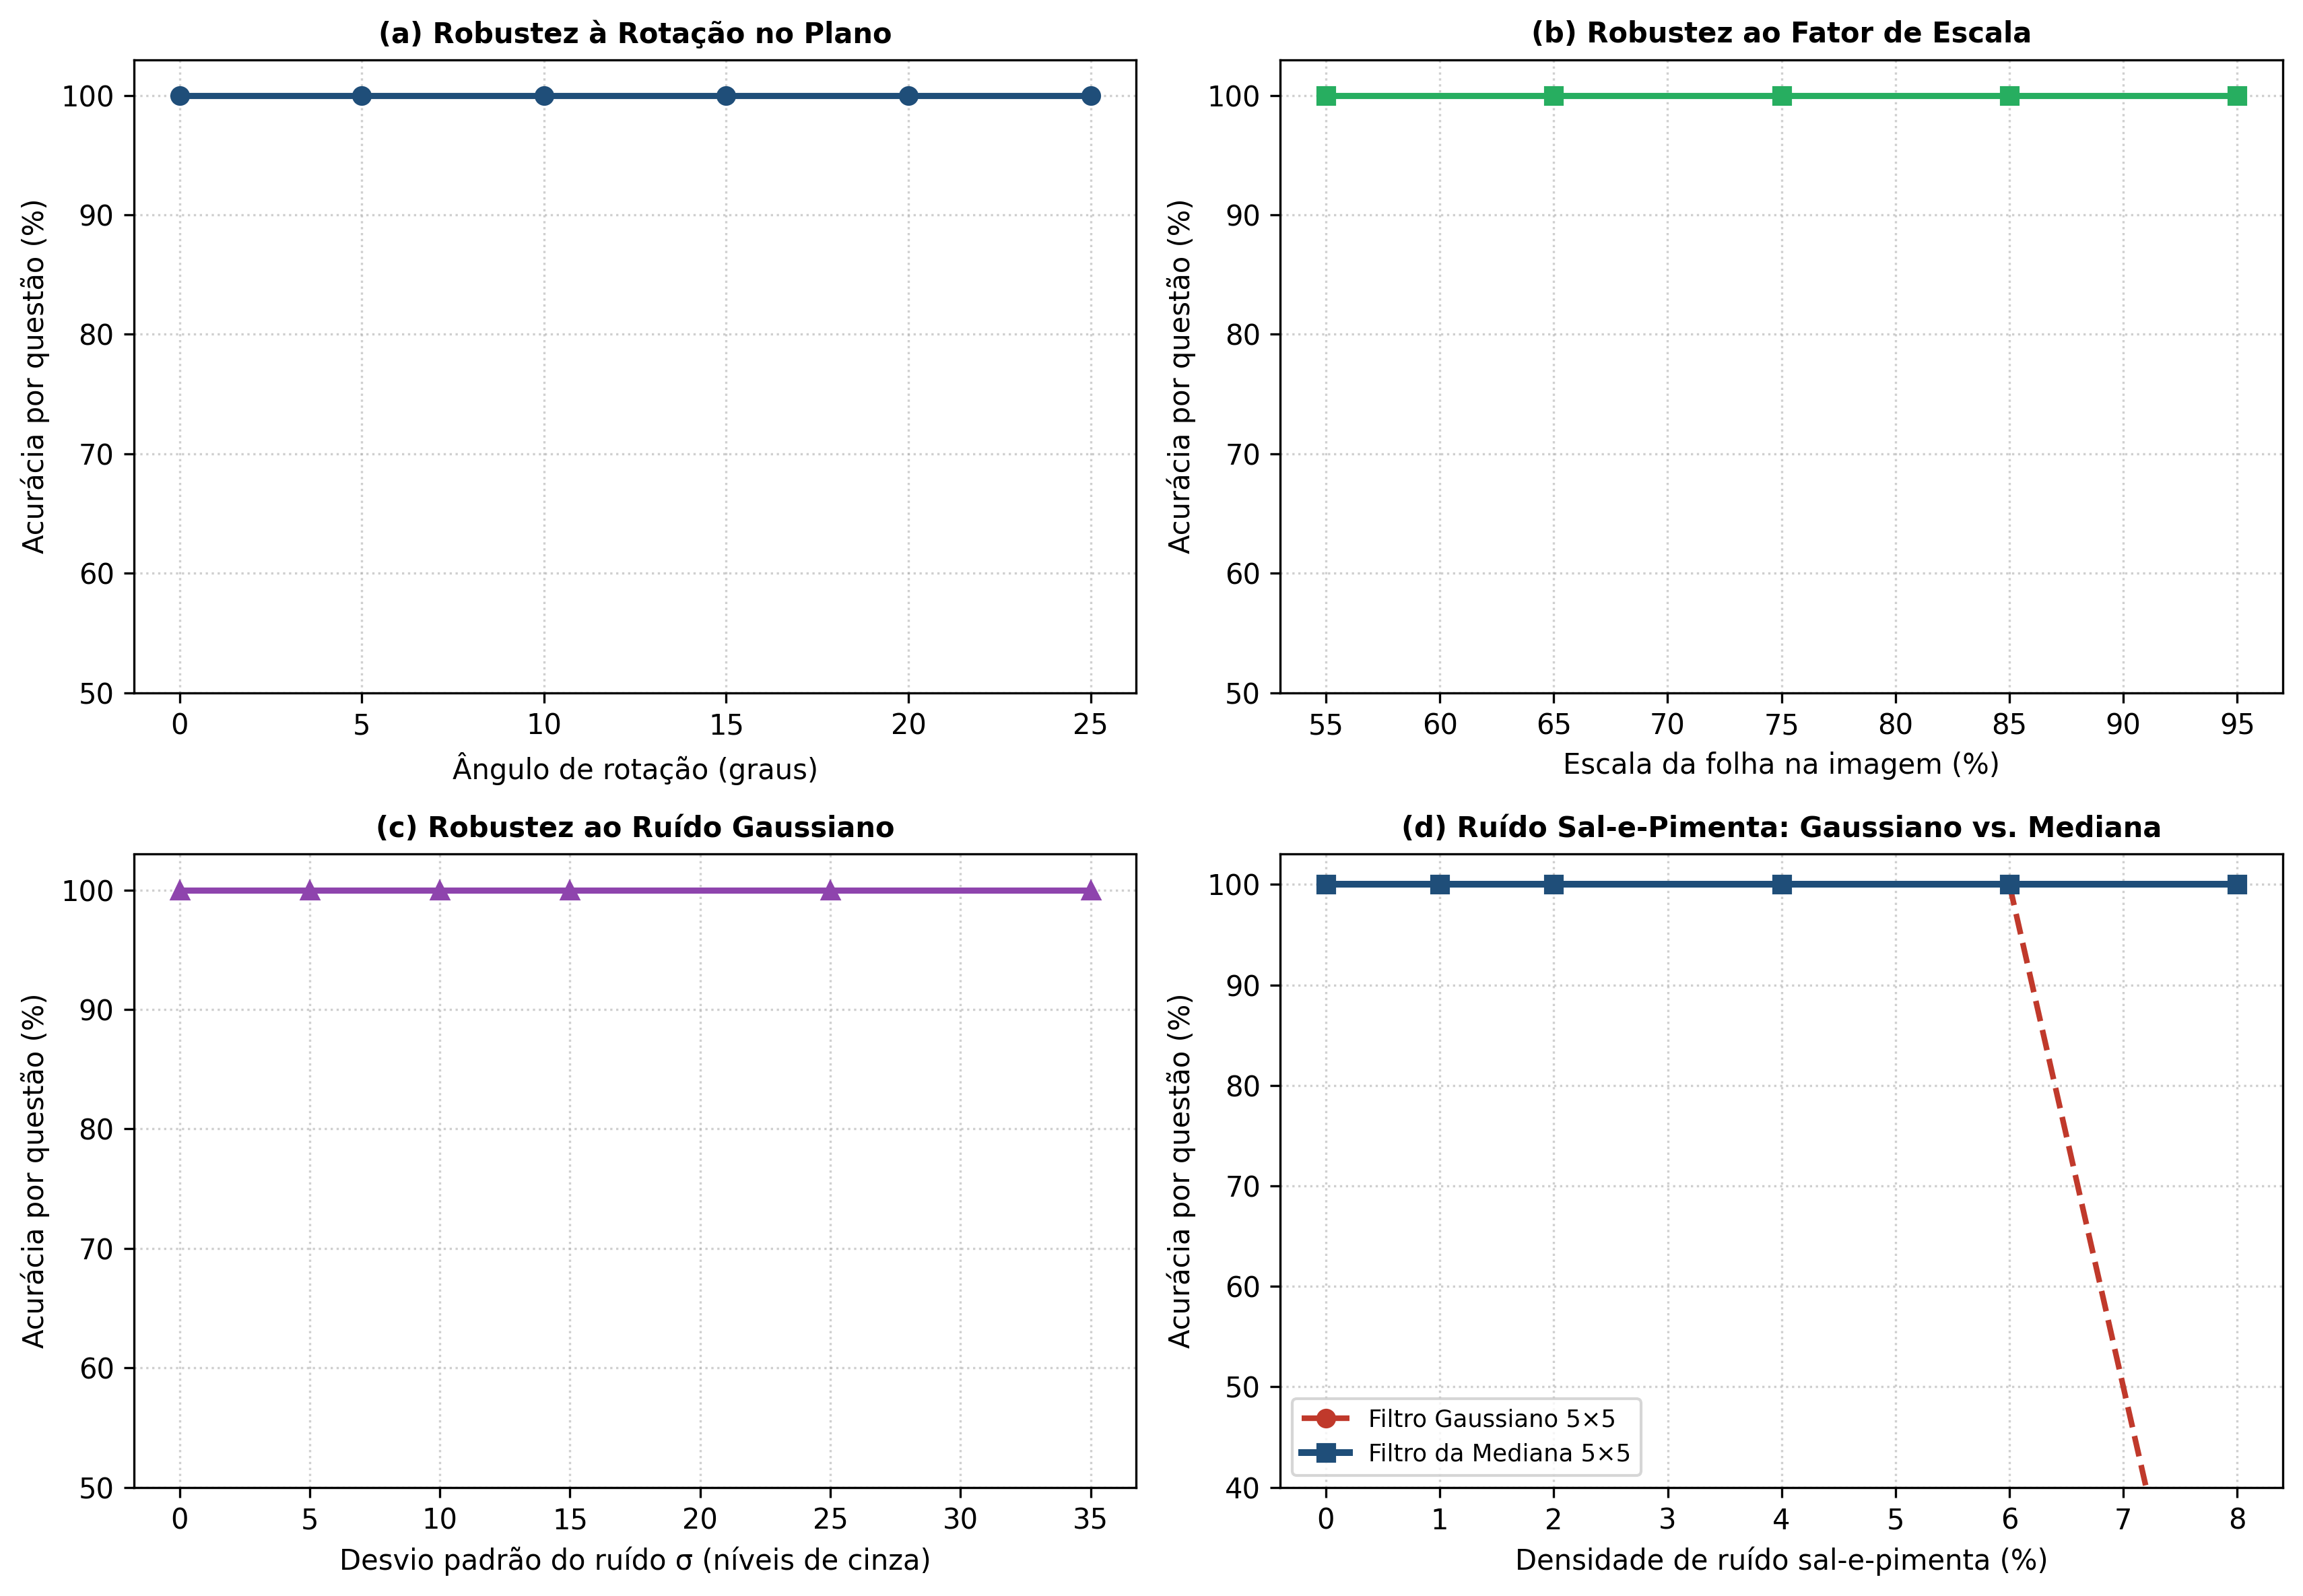 (a) Robustez à Rotação no Plano
100
90
80
70
60
50
Acurácia por questão (%)
0 5 10 15 20 25
Ângulo de rotação (graus)
(b) Robustez ao Fator de Escala
100
90
80
70
60
50
Acurácia por questão (%)
55 60 65 70 75 80 85 90 95
Escala da folha na imagem (%)
(c) Robustez ao Ruído Gaussiano
100
90
80
70
60
50
Acurácia por questão (%)
0 5 10 15 20 25 30 35
Desvio padrão do ruído σ (níveis de cinza)
(d) Ruído Sal-e-Pimenta: Gaussiano vs. Mediana
100
90
80
70
60
50
40
Acurácia por questão (%)
Filtro Gaussiano 5×5
Filtro da Mediana 5×5
0 1 2 3 4 5 6 7 8
Densidade de ruído sal-e-pimenta (%)